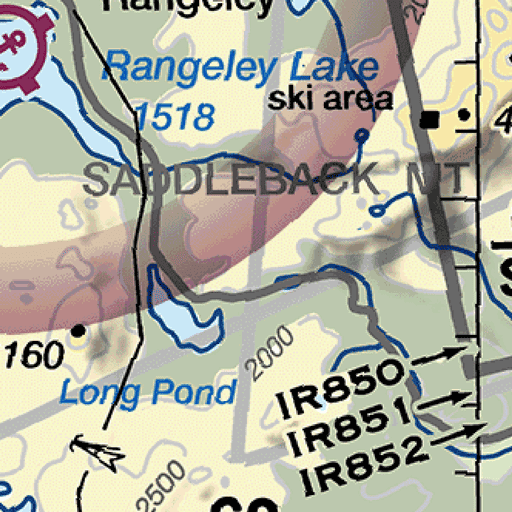 Rangeley
Rangeley Lake
1518
ski area
SADDLEBACK MT
160
2000
Long Pond
IR850
IR851
IR852
2500